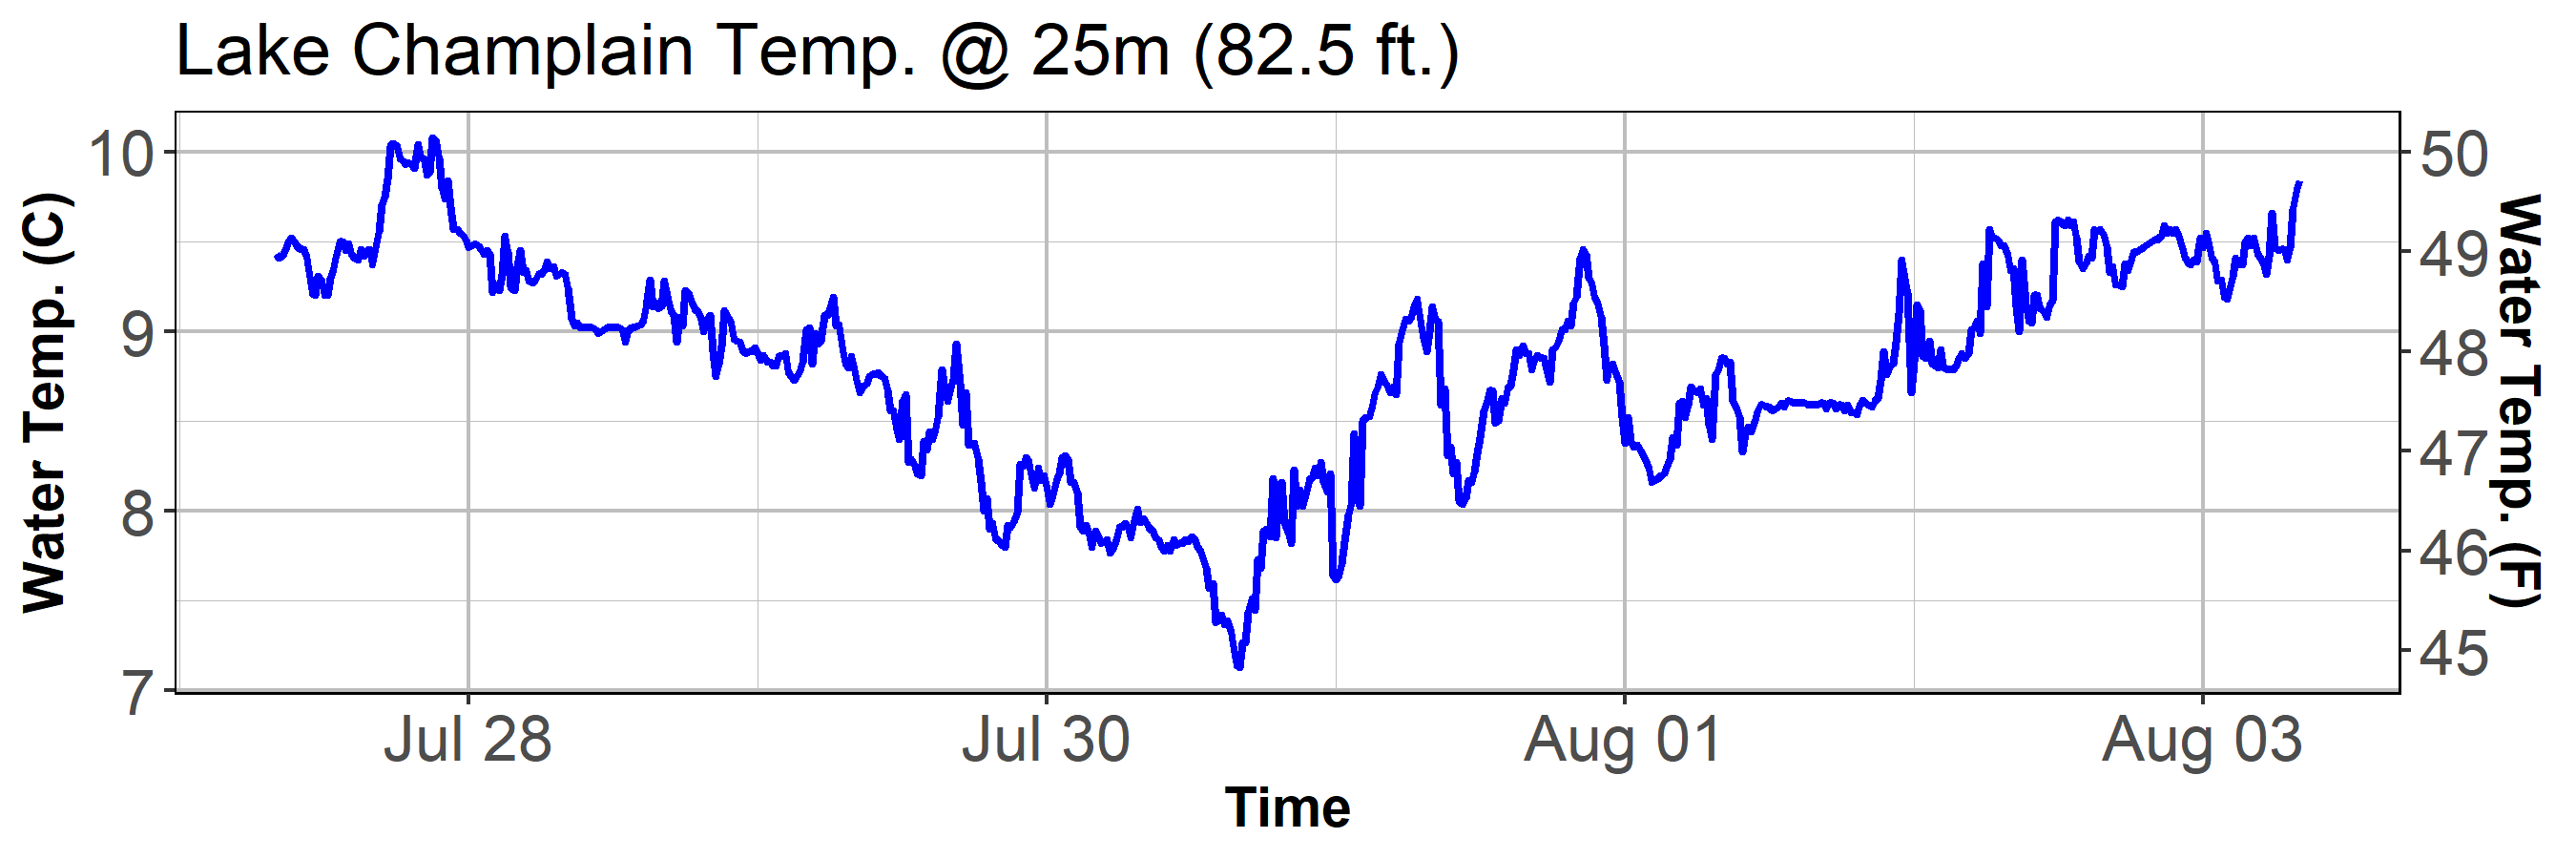 Lake Champlain Temp. @ 25m (82.5 ft.)
Water Temp. (C)
10
9
8
7
50
49
48
47
46
45
Water Temp. (F)
Jul 28
Jul 30
Aug 01
Aug 03
Time